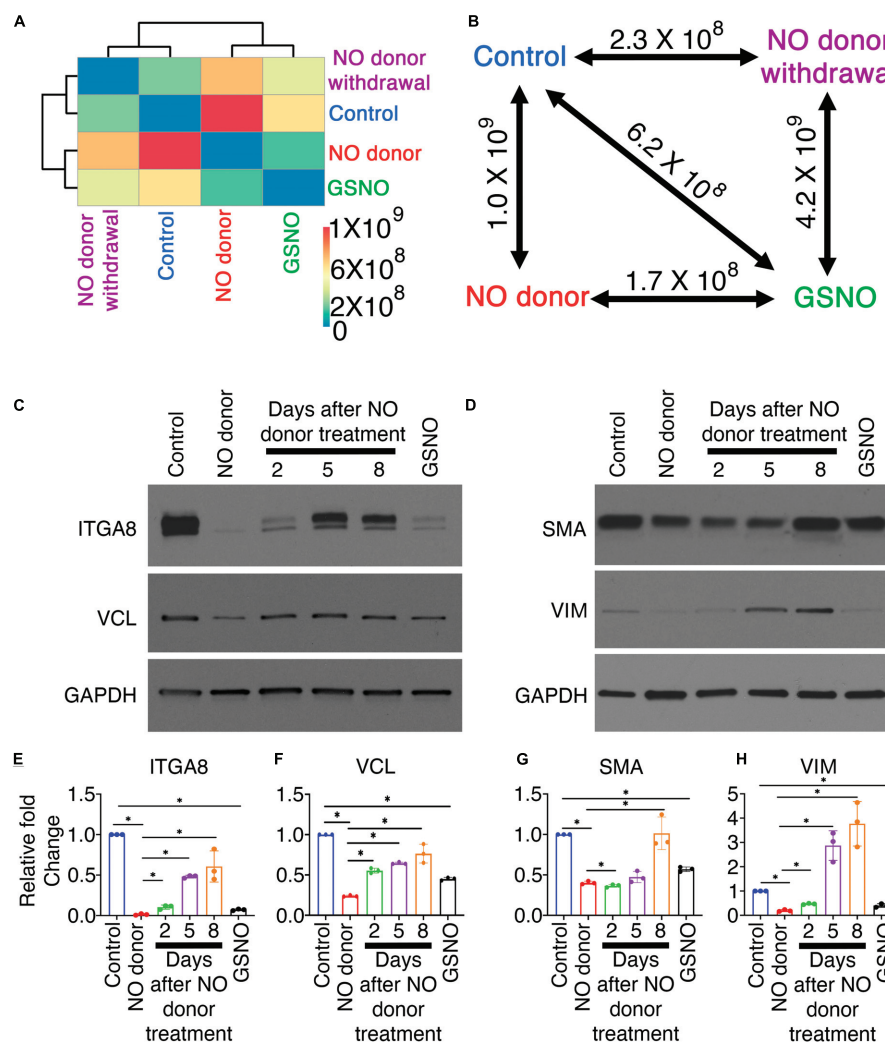 A
NO donor
withdrawal
Control
NO donor
GSNO
NO donor
withdrawal
Control
NO donor
GSNO
1X10⁹
6X10⁸
2X10⁸
0
B
Control
2.3 X 10⁸
NO donor
withdrawal
1.0 X 10⁹
6.2 X 10⁸
4.2 X 10⁹
NO donor
1.7 X 10⁸
GSNO
C
Control
NO donor
Days after NO
donor treatment
2 5 8
GSNO
ITGA8
VCL
GAPDH
D
Control
NO donor
Days after NO
donor treatment
2 5 8
GSNO
SMA
VIM
GAPDH
E
ITGA8
Relative fold
Change
1.5
1.0
0.5
0.0
* * * * *
Control
NO donor
2 5 8
GSNO
Days
after NO
donor
treatment
F
VCL
1.5
1.0
0.5
0.0
* * * * *
Control
NO donor
2 5 8
GSNO
Days
after NO
donor
treatment
G
SMA
1.5
1.0
0.5
0.0
* * * *
Control
NO donor
2 5 8
GSNO
Days
after NO
donor
treatment
H
VIM
5
4
3
2
1
0
* * * * *
Control
NO donor
2 5 8
GSNO
Days
after NO
donor
treatment